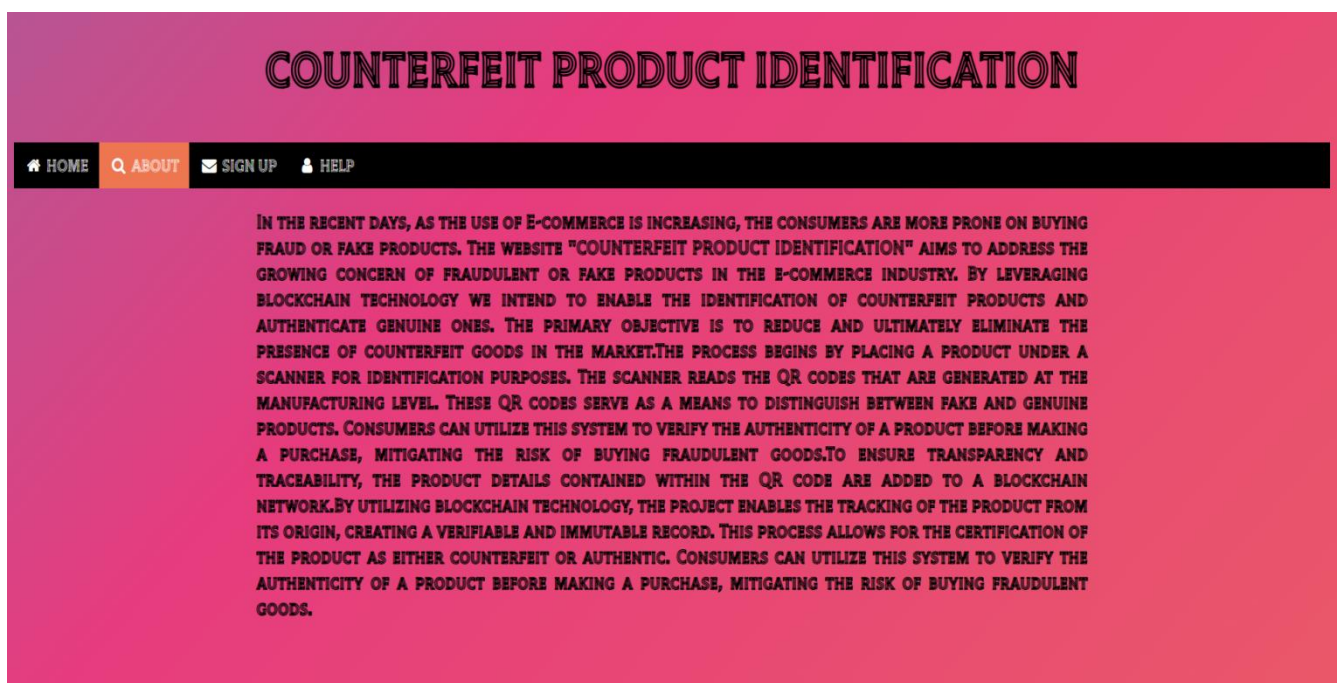 COUNTERFEIT PRODUCT IDENTIFICATION
HOME ABOUT SIGN UP HELP
In the recent days, as the use of E-commerce is increasing, the consumers are more prone on buying
fraud or fake products. The website "COUNTERFEIT PRODUCT IDENTIFICATION" aims to address the
growing concern of fraudulent or fake products in the e-commerce industry. By leveraging
blockchain technology we intend to enable the identification of counterfeit products and
authenticate genuine ones. The primary objective is to reduce and ultimately eliminate the
presence of counterfeit goods in the market.The process begins by placing a product under a
scanner for identification purposes. The scanner reads the QR codes that are generated at the
manufacturing level. These QR codes serve as a means to distinguish between fake and genuine
products. Consumers can utilize this system to verify the authenticity of a product before making
a purchase, mitigating the risk of buying fraudulent goods.To ensure transparency and
traceability, the product details contained within the QR code are added to a blockchain
network.By utilizing blockchain technology, the project enables the tracking of the product from
its origin, creating a verifiable and immutable record. This process allows for the certification of
the product as either counterfeit or authentic. Consumers can utilize this system to verify the
authenticity of a product before making a purchase, mitigating the risk of buying fraudulent
goods.